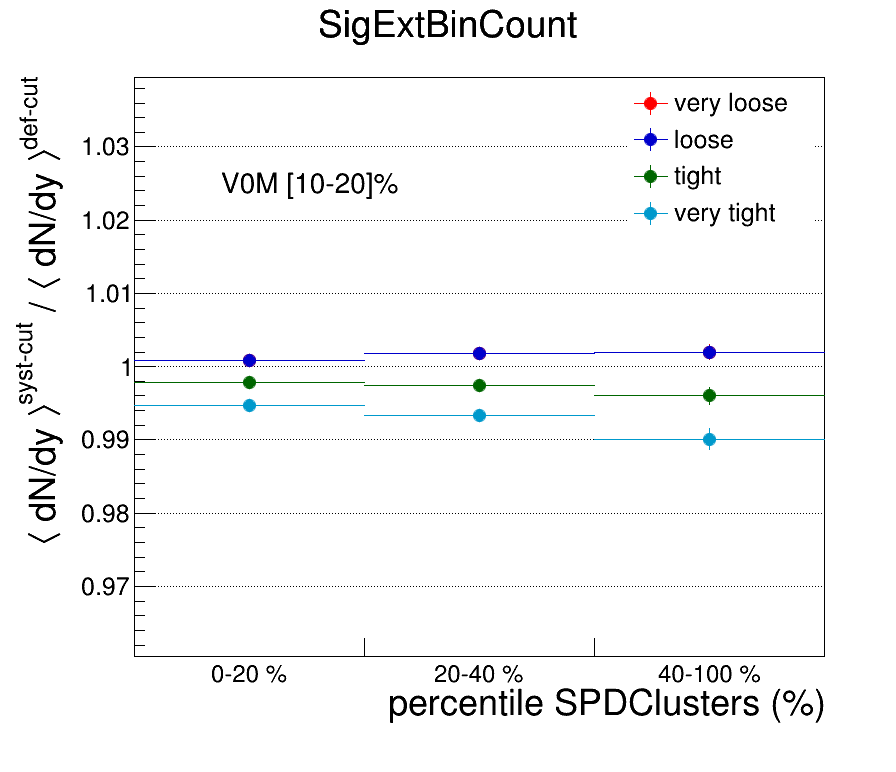 SigExtBinCount
⟨ dN/dy ⟩^syst-cut / ⟨ dN/dy ⟩^def-cut
very loose
loose
tight
very tight
V0M [10-20]%
1.03
1.02
1.01
1
0.99
0.98
0.97
0-20 %
20-40 %
40-100 %
percentile SPDClusters (%)